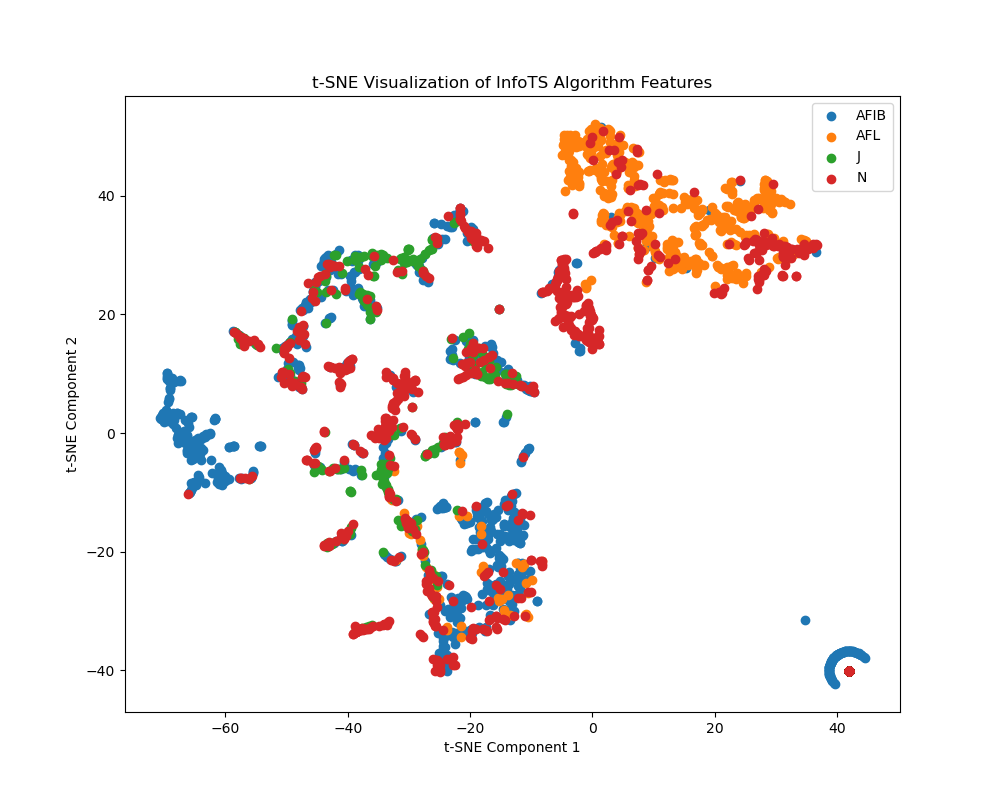 t-SNE Visualization of InfoTS Algorithm Features
AFIB
AFL
J
N
40
20
0
−20
−40
t-SNE Component 2
−60
−40
−20
0
20
40
t-SNE Component 1